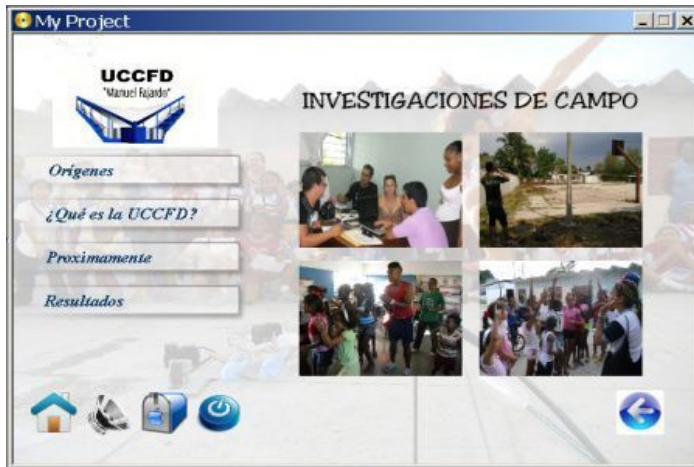 My Project
UCCFD
"Manuel Fajardo"
INVESTIGACIONES DE CAMPO
Orígenes
¿Qué es la UCCFD?
Proximamente
Resultados